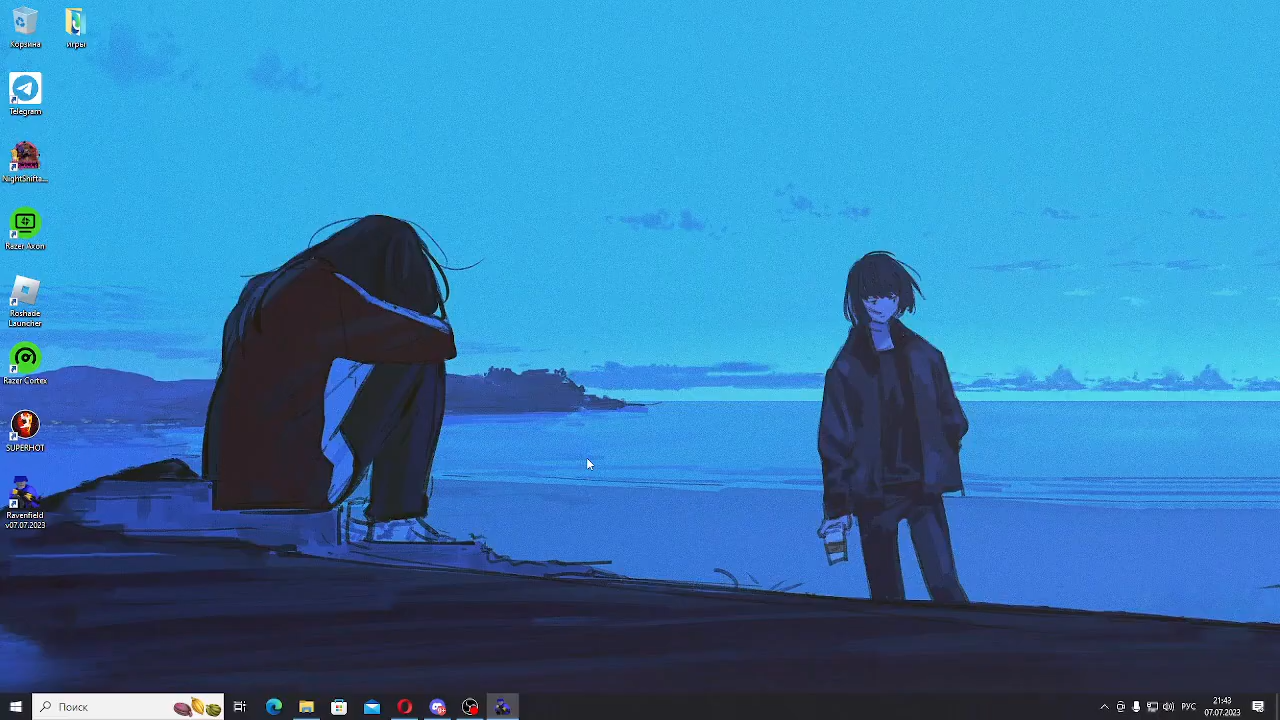 Корзина
игры
Telegram
NightShifta...
Razer Axon
Roshade
Launcher
Razer Cortex
SUPERHOT
Ravenfield
v07.07.2023
Поиск
РУС
21:43
07.07.2023